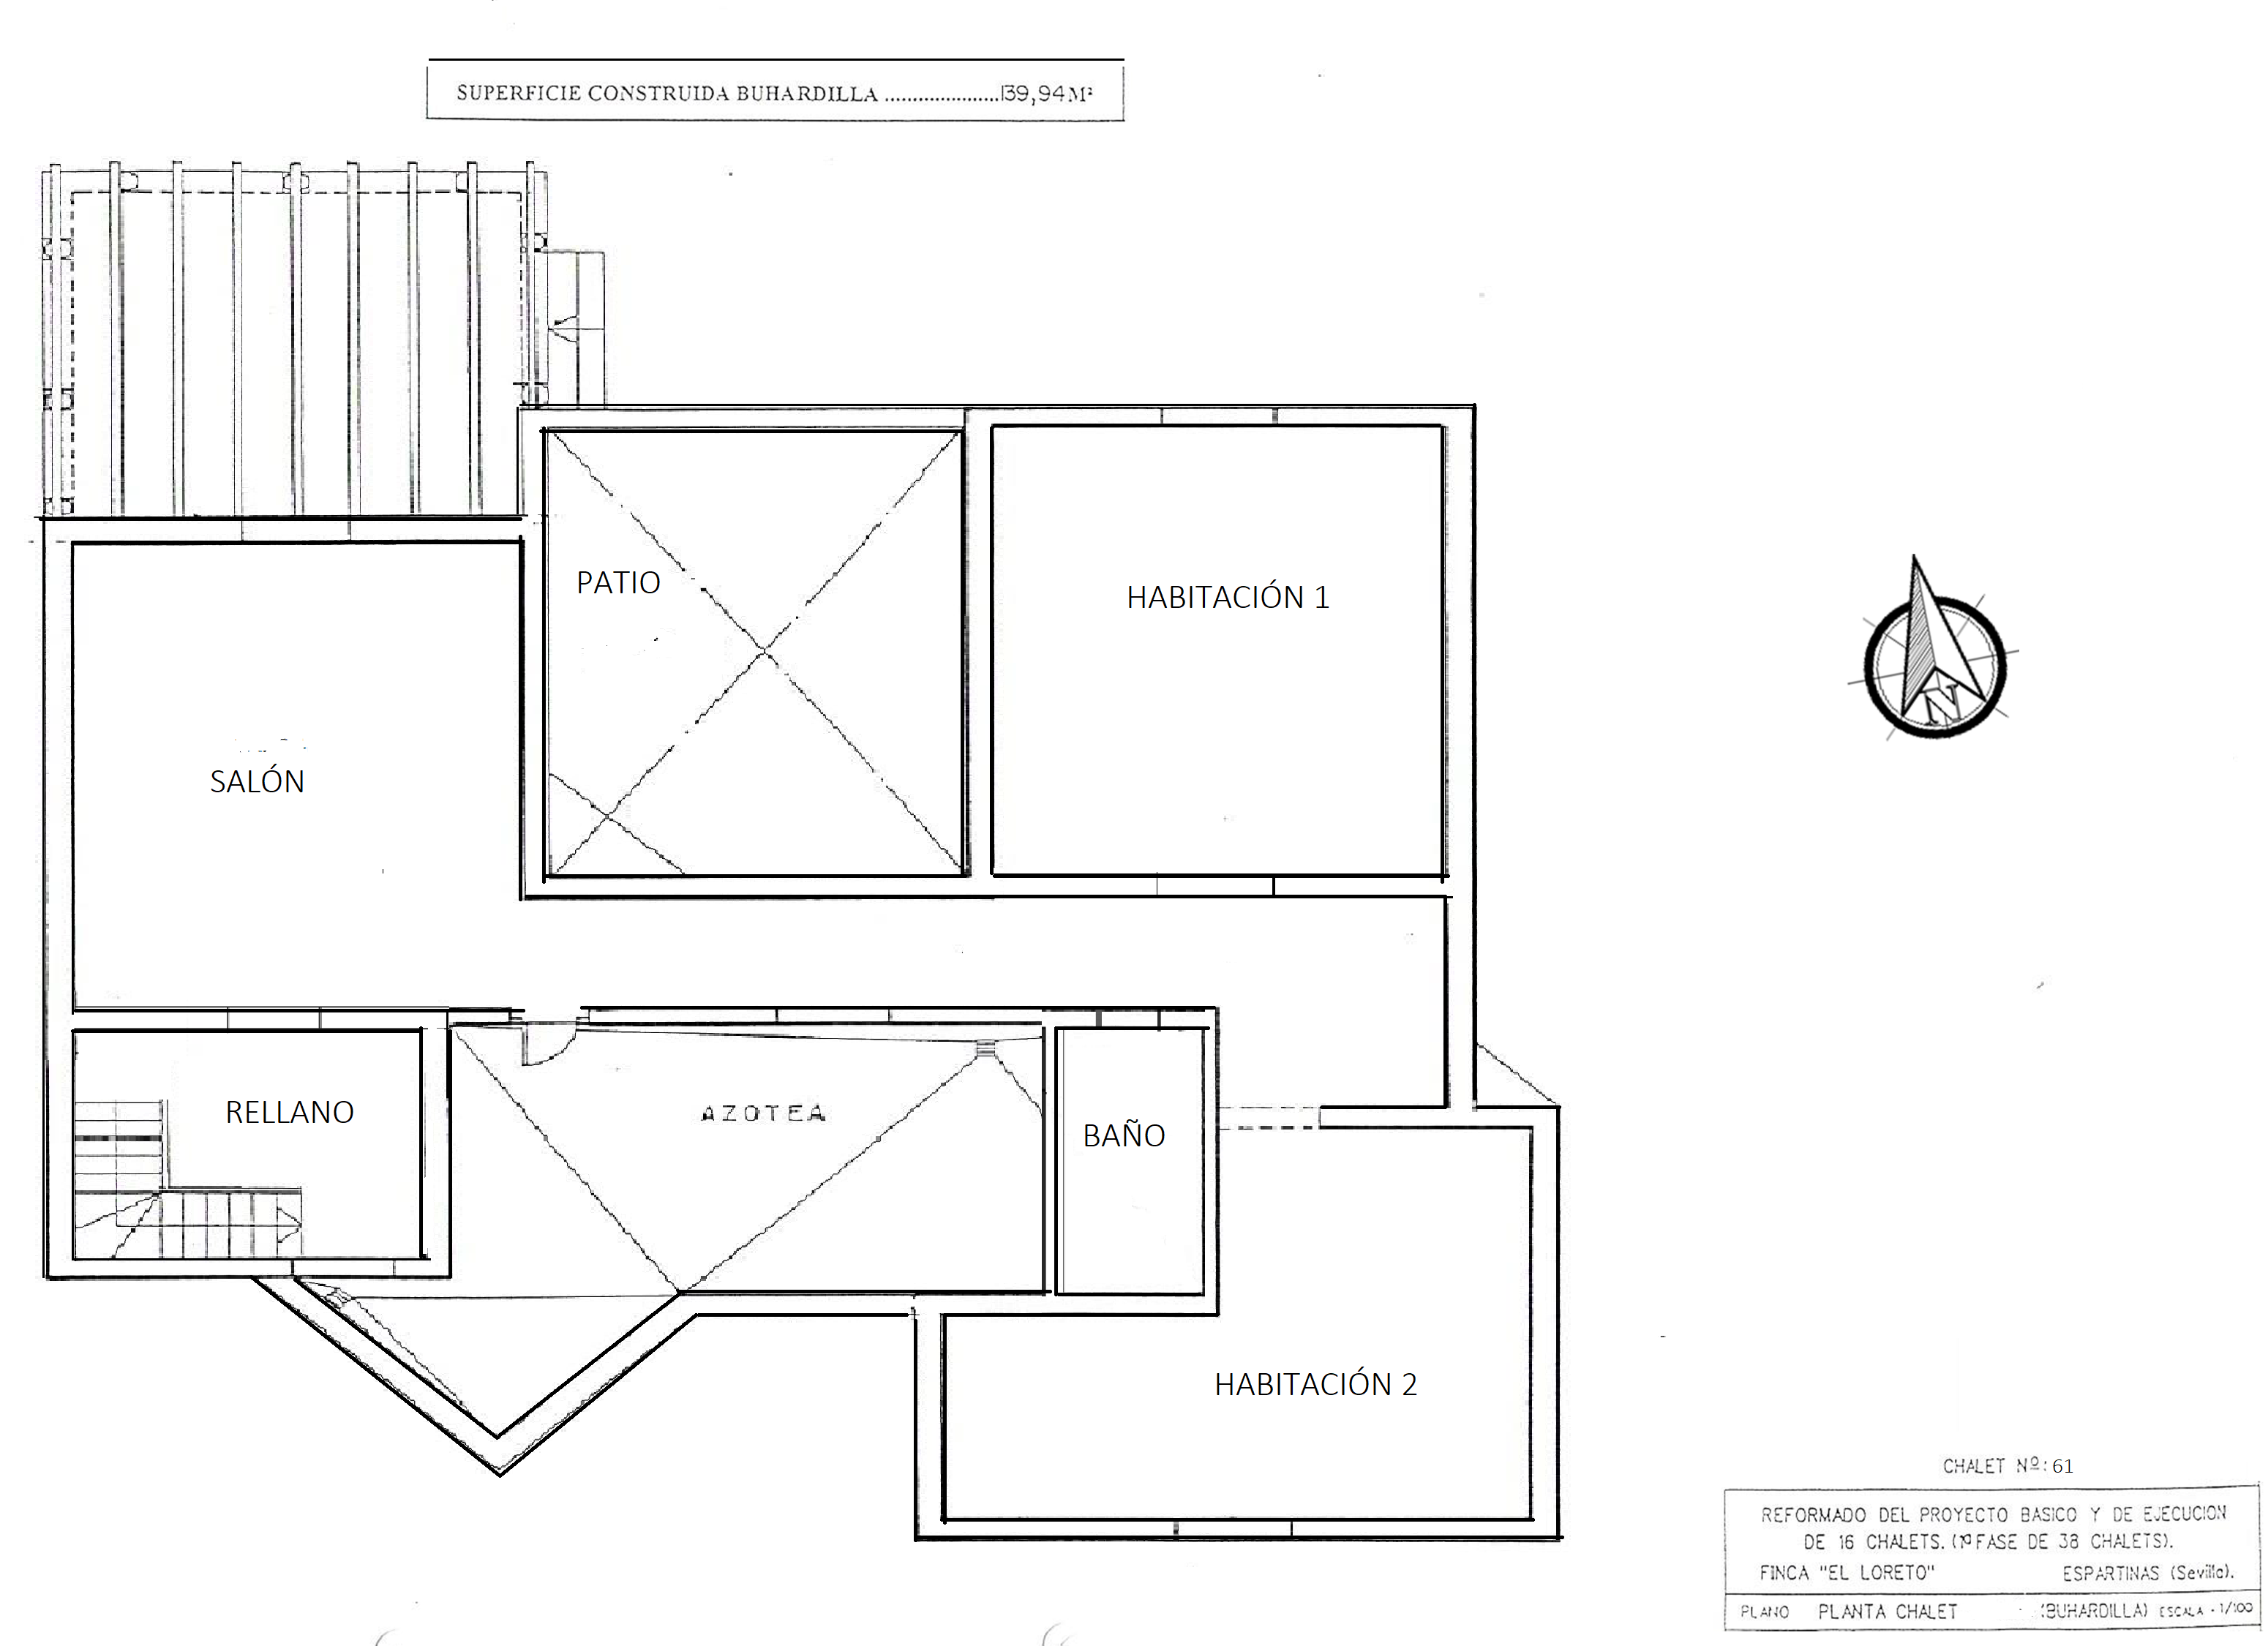 SUPERFICIE CONSTRUIDA BUHARDILLA .....................139,94 M²
PATIO
HABITACIÓN 1
SALÓN
N
RELLANO
AZOTEA
BAÑO
HABITACIÓN 2
CHALET Nº: 61
REFORMADO DEL PROYECTO BASICO Y DE EJECUCION
DE 16 CHALETS. (1ª FASE DE 38 CHALETS).
FINCA "EL LORETO" ESPARTINAS (Sevilla).
PLANO PLANTA CHALET (BUHARDILLA) ESCALA - 1/100